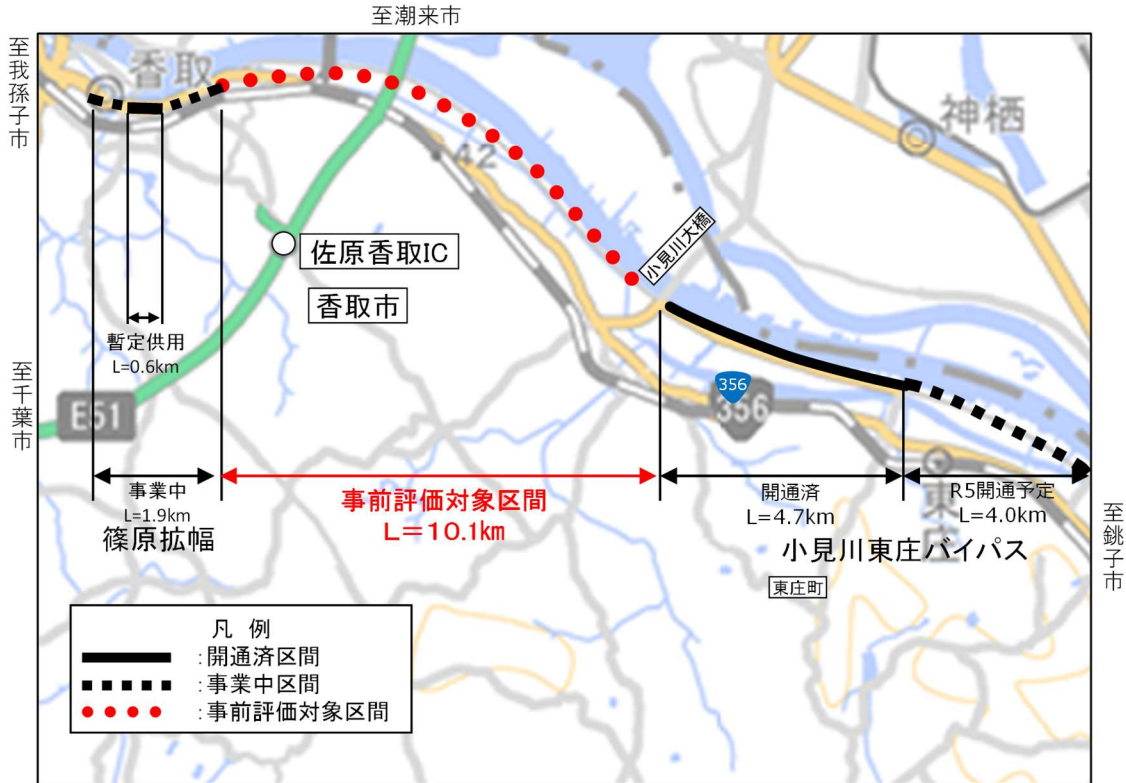 至潮来市
至我孫子市
香取
神栖
42
小見川大橋
佐原香取IC
香取市
暫定供用
L=0.6km
至千葉市
E51
356
356
事業中
L=1.9km
篠原拡幅
事前評価対象区間
L=10.1km
開通済
L=4.7km
R5開通予定
L=4.0km
東庄
小見川東庄バイパス
至銚子市
東庄町
凡 例
:開通済区間
:事業中区間
:事前評価対象区間